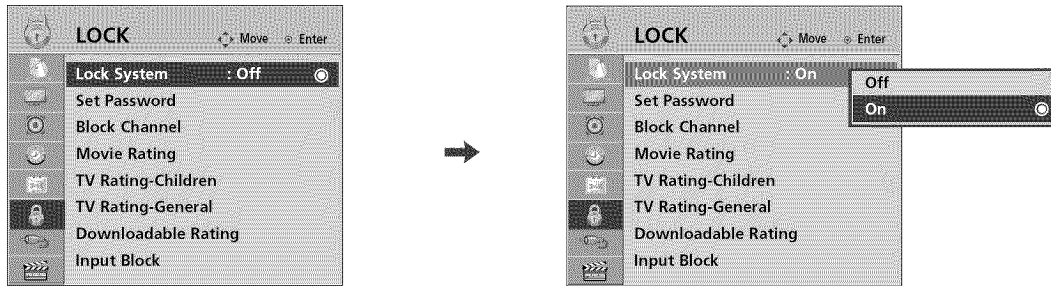 LOCK
Move
Enter
Lock System : Off
Set Password
Block Channel
Movie Rating
TV Rating-Children
TV Rating-General
Downloadable Rating
Input Block
LOCK
Move
Enter
Lock System : On
Set Password
Block Channel
Movie Rating
TV Rating-Children
TV Rating-General
Downloadable Rating
Input Block
Off
On